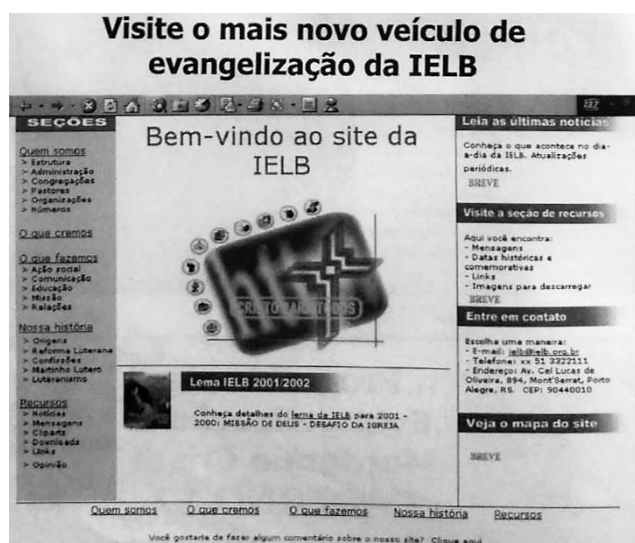 Visite o mais novo veículo de
evangelização da IELB
SEÇÕES
Quem somos
> Estrutura
> Administração
> Congregações
> Pastores
> Organizações
> Números
O que cremos
O que fazemos
> Ação social
> Comunicação
> Educação
> Missão
> Relações
Nossa história
> Origens
> Reforma Luterana
> Confissões
> Martinho Lutero
> Luteranismo
Recursos
> Notícias
> Mensagens
> Cliparts
> Downloads
> Links
> Opinião
Bem-vindo ao site da
IELB
CRISTO PARA TODOS
Lema IELB 2001/2002
Conheça detalhes do lema da IELB para 2001 -
2000: MISSÃO DE DEUS - DESAFIO DA IGREJA
Leia as últimas notícias
Conheça o que acontece no dia-
a-dia da IELB. Atualizações
periódicas.
BREVE
Visite a seção de recursos
Aqui você encontra:
- Mensagens
- Datas históricas e
comemorativas
- Links
- Imagens para descarregar
BREVE
Entre em contato
Escolha uma maneira:
- E-mail: ielb@ielb.org.br
- Telefone: xx 51 3322111
- Endereço: Av. Cel Lucas de
Oliveira, 894, Mont'Serrat, Porto
Alegre, RS. CEP: 90440010
Veja o mapa do site
BREVE
Quem somos O que cremos O que fazemos Nossa história Recursos
Você gostaria de fazer algum comentário sobre o nosso site? Clique aqui